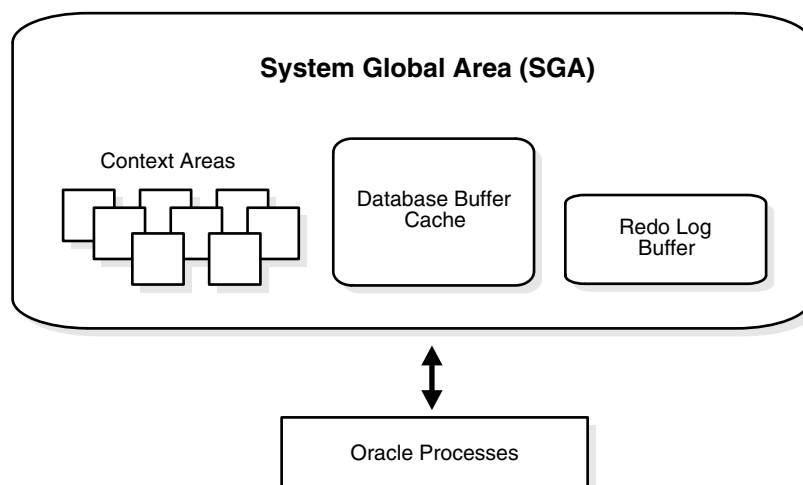 System Global Area (SGA)
Context Areas
Database Buffer
Cache
Redo Log
Buffer
Oracle Processes